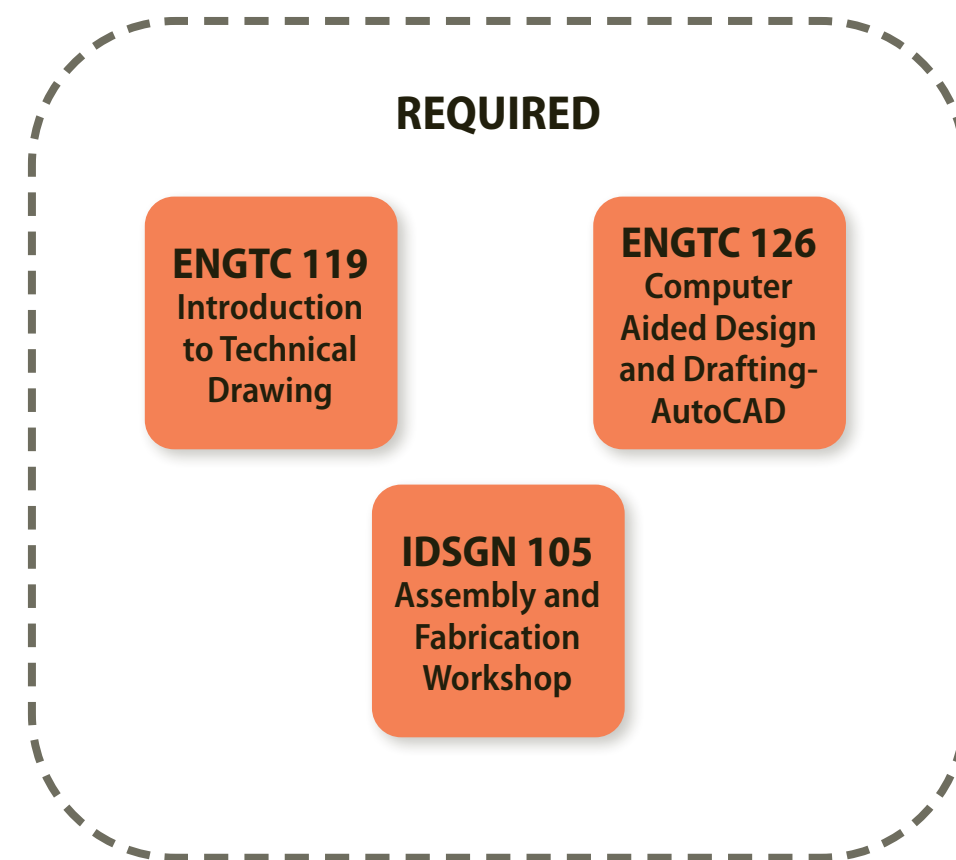 REQUIRED
ENGTC 119
Introduction
to Technical
Drawing
ENGTC 126
Computer
Aided Design
and Drafting-
AutoCAD
IDSGN 105
Assembly and
Fabrication
Workshop